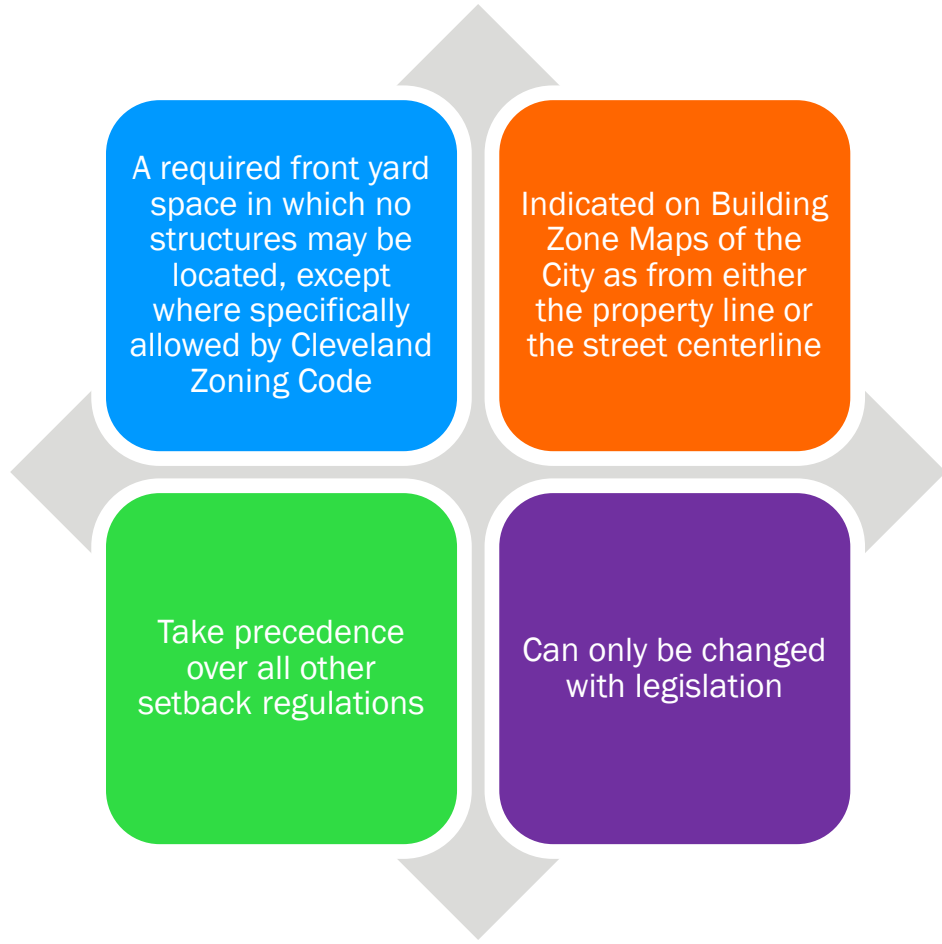 A required front yard
space in which no
structures may be
located, except
where specifically
allowed by Cleveland
Zoning Code
Indicated on Building
Zone Maps of the
City as from either
the property line or
the street centerline
Take precedence
over all other
setback regulations
Can only be changed
with legislation